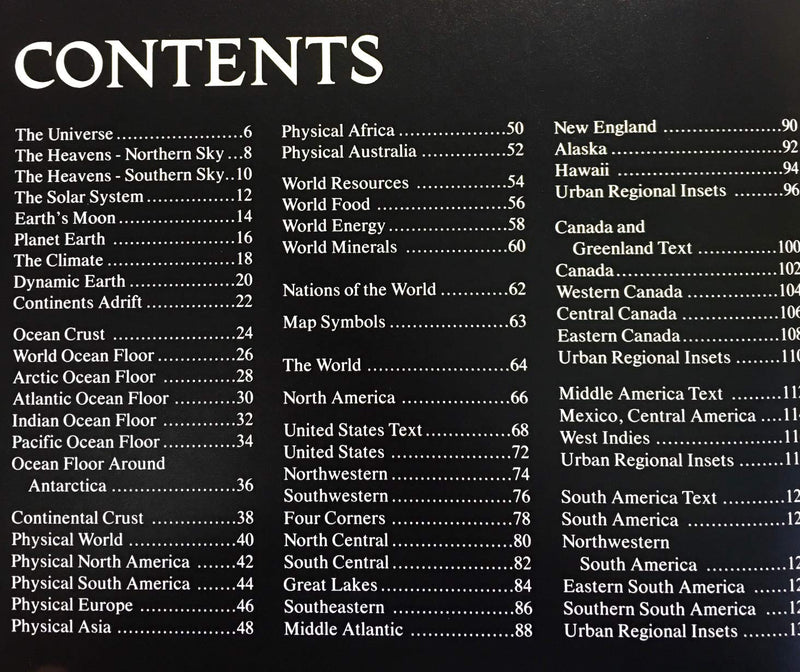 CONTENTS
The Universe........................6
The Heavens - Northern Sky...8
The Heavens - Southern Sky..10
The Solar System.................12
Earth's Moon.......................14
Planet Earth ........................16
The Climate.........................18
Dynamic Earth.....................20
Continents Adrift..................22
Ocean Crust ........................24
World Ocean Floor...............26
Arctic Ocean Floor ..............28
Atlantic Ocean Floor ............30
Indian Ocean Floor ..............32
Pacific Ocean Floor..............34
Ocean Floor Around
Antarctica ........................36
Continental Crust ................38
Physical World ....................40
Physical North America .......42
Physical South America ........44
Physical Europe ..................46
Physical Asia .......................48
Physical Africa ....................50
Physical Australia ................52
World Resources .................54
World Food ........................56
World Energy......................58
World Minerals ...................60
Nations of the World ............62
Map Symbols ......................63
The World ..........................64
North America ....................66
United States Text................68
United States ......................72
Northwestern......................74
Southwestern......................76
Four Corners ......................78
North Central .....................80
South Central......................82
Great Lakes........................84
Southeastern ......................86
Middle Atlantic ...................88
New England ......................90
Alaska................................92
Hawaii ...............................94
Urban Regional Insets ..........96
Canada and
Greenland Text ...............100
Canada..............................102
Western Canada .................104
Central Canada ..................106
Eastern Canada...................108
Urban Regional Insets .......110
Middle America Text .........
Mexico, Central America ....
West Indies ......................
Urban Regional Insets ........
South America Text ............
South America ..................
Northwestern
South America ...............
Eastern South America .......
Southern South America ....
Urban Regional Insets ........